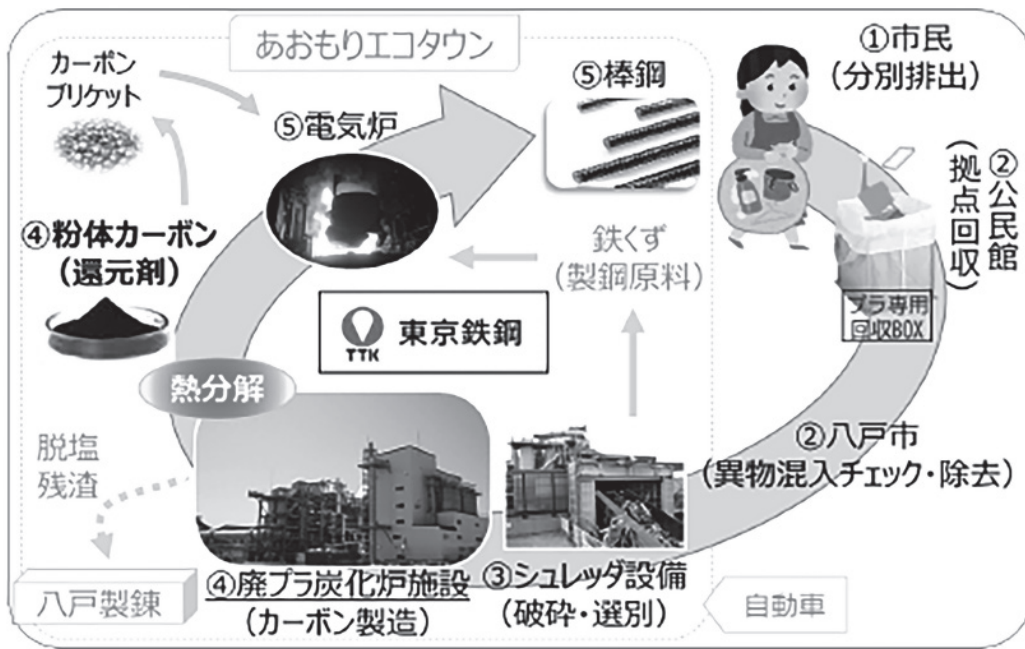 あおもりエコタウン
カーボン
ブリケット
⑤電気炉
⑤棒鋼
①市民
(分別排出)
②公民館
(拠点回収)
プラ専用
回収BOX
④粉体カーボン
(還元剤)
鉄くず
(製鋼原料)
TTK
東京鉄鋼
熱分解
脱塩
残渣
②八戸市
(異物混入チェック・除去)
八戸製錬
④廃プラ炭化炉施設
(カーボン製造)
③シュレッダ設備
(破砕・選別)
自動車